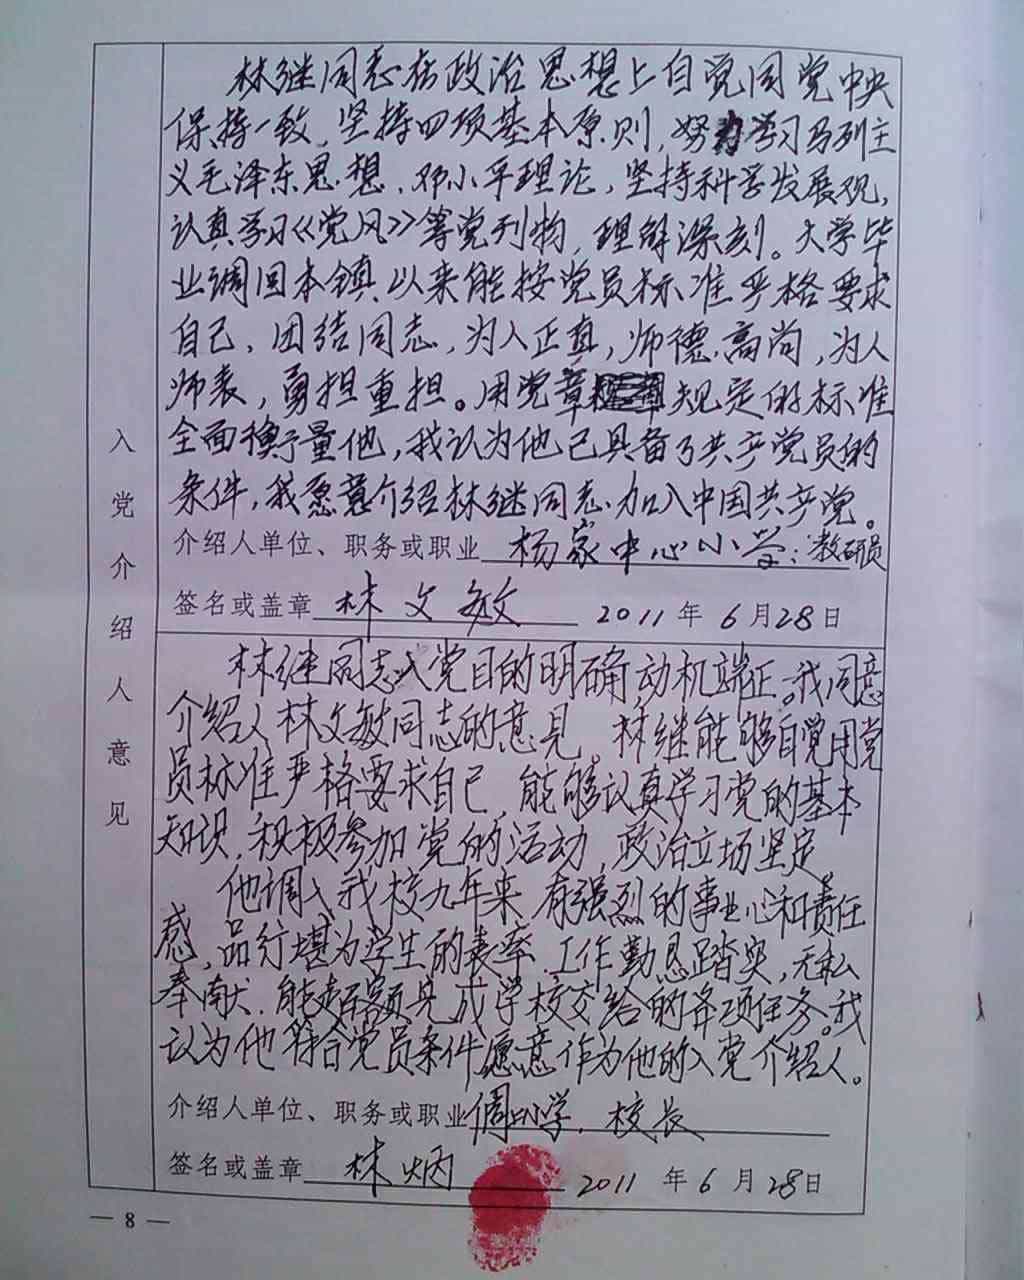 入党介绍人意见
林继同志在政治思想上自觉同党中央
保持一致，坚持四项基本原则，努力学习马列主
义毛泽东思想、邓小平理论，坚持科学发展观，
认真学习《党风》等党刊物，理解深刻。大学毕
业调回本镇以来能按党员标准严格要求
自己，团结同志，为人正真，师德高尚，为人
师表，勇担重担。用党章规定的标准
全面衡量他，我认为他已具备了共产党员的
条件，我愿意介绍林继同志加入中国共产党。
介绍人单位、职务或职业 杨家中心小学：教研员
签名或盖章 林文敏 2011 年 6 月 28 日
林继同志入党目的明确，动机端正。我同意
介绍人林文敏同志的意见。林继能够自觉用党
员标准严格要求自己，能够认真学习党的基本
知识，积极参加党的活动，政治立场坚定。
他调入我校九年来，有强烈的事业心和责任
感，品行堪为学生的表率，工作勤恳踏实，无私
奉献，能超额完成学校交给的各项任务。我
认为他符合党员条件，愿意作为他的入党介绍人。
介绍人单位、职务或职业 小学，校长
签名或盖章 林炳 2011 年 6 月 28 日
— 8 —